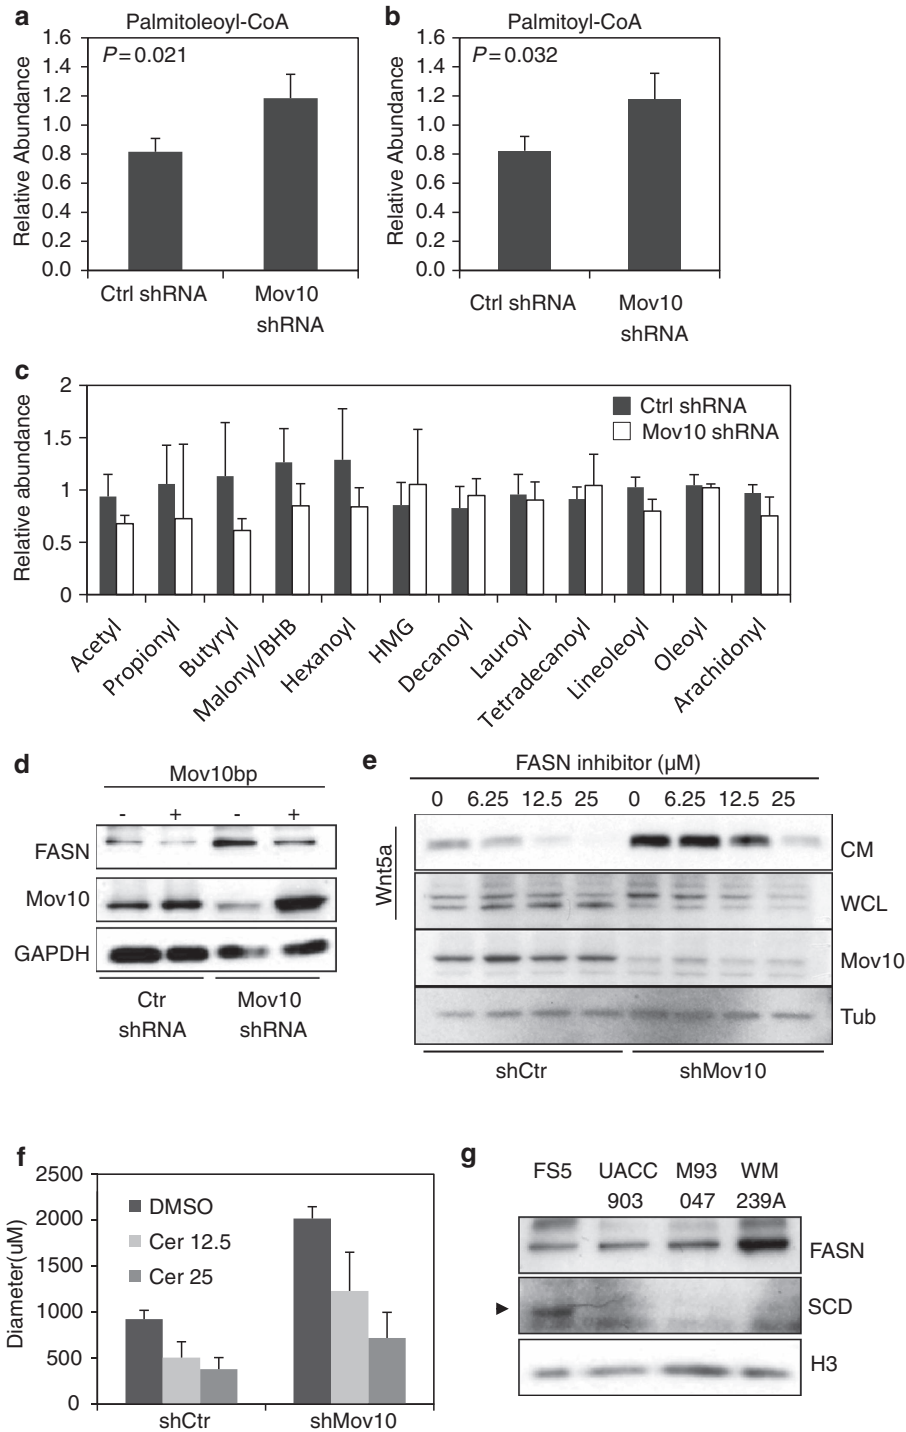 a
Palmitoleoyl-CoA
P=0.021
1.6
1.4
1.2
1.0
0.8
0.6
0.4
0.2
0.0
Relative Abundance
Ctrl shRNA
Mov10
shRNA
b
Palmitoyl-CoA
P=0.032
1.6
1.4
1.2
1.0
0.8
0.6
0.4
0.2
0.0
Relative Abundance
Ctrl shRNA
Mov10
shRNA
c
2
1.5
1
0.5
0
Relative abundance
Ctrl shRNA
Mov10 shRNA
Acetyl
Propionyl
Butyryl
Malonyl/BHB
Hexanoyl
HMG
Decanoyl
Lauroyl
Tetradecanoyl
Lineoleoyl
Oleoyl
Arachidonyl
d
Mov10bp
- + - +
FASN
Mov10
GAPDH
Ctr
shRNA
Mov10
shRNA
e
FASN inhibitor (µM)
0 6.25 12.5 25 0 6.25 12.5 25
Wnt5a
CM
WCL
Mov10
Tub
shCtr
shMov10
f
2500
2000
1500
1000
500
0
Diameter(uM)
DMSO
Cer 12.5
Cer 25
shCtr
shMov10
g
FS5 UACC M93 WM
903 047 239A
FASN
SCD
H3